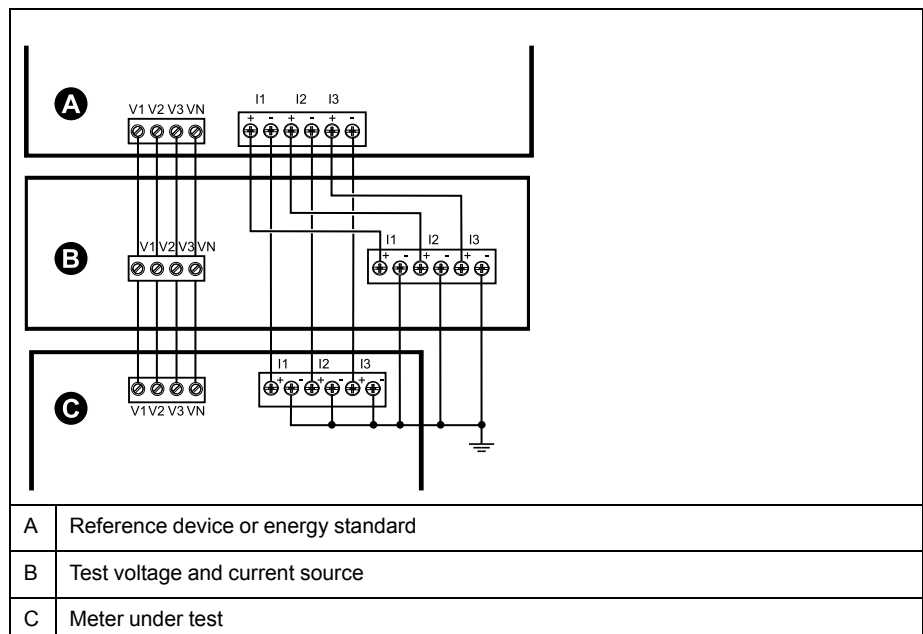 A
V1 V2 V3 VN
I1 I2 I3
+ - + - + -
B
V1 V2 V3 VN
I1 I2 I3
+ - + - + -
C
V1 V2 V3 VN
I1 I2 I3
+ - + - + -
A Reference device or energy standard
B Test voltage and current source
C Meter under test